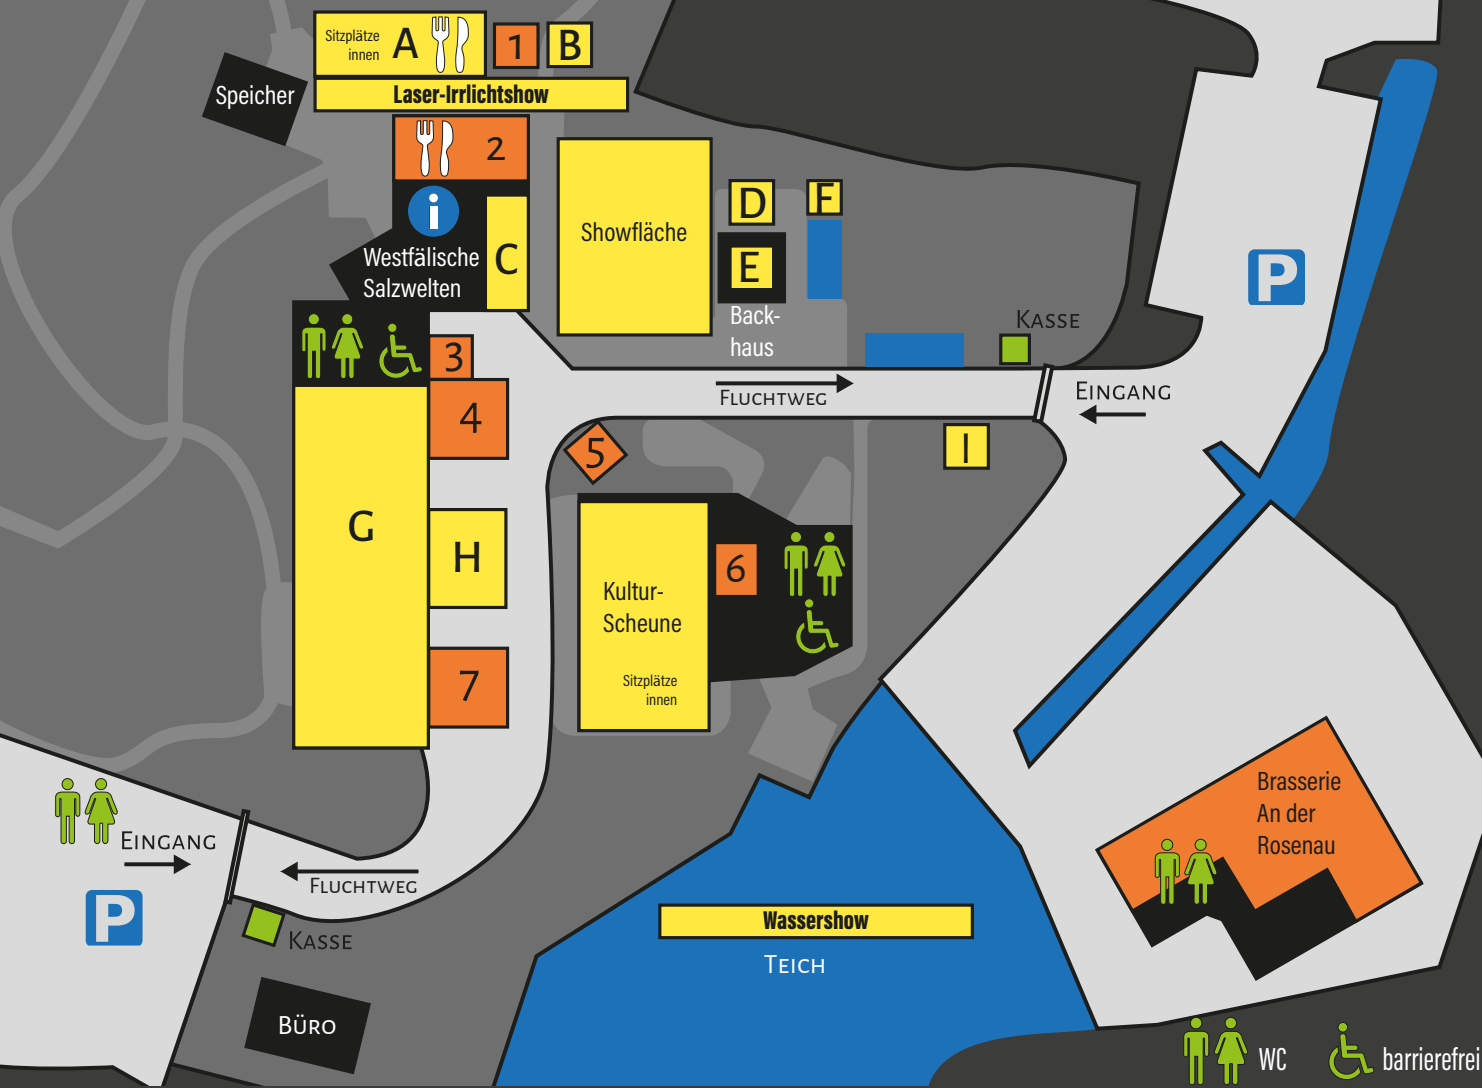 Sitzplätze
innen
A
1
B
Speicher
Laser-Irrlichtshow
2
i
Westfälische
Salzwelten
C
Showfläche
D
F
E
Back-
haus
P
KASSE
3
FLUCHTWEG
EINGANG
4
5
I
G
H
6
Kultur-
Scheune
Sitzplätze
innen
7
Brasserie
An der
Rosenau
EINGANG
FLUCHTWEG
P
KASSE
Wassershow
TEICH
BÜRO
WC
barrierefrei